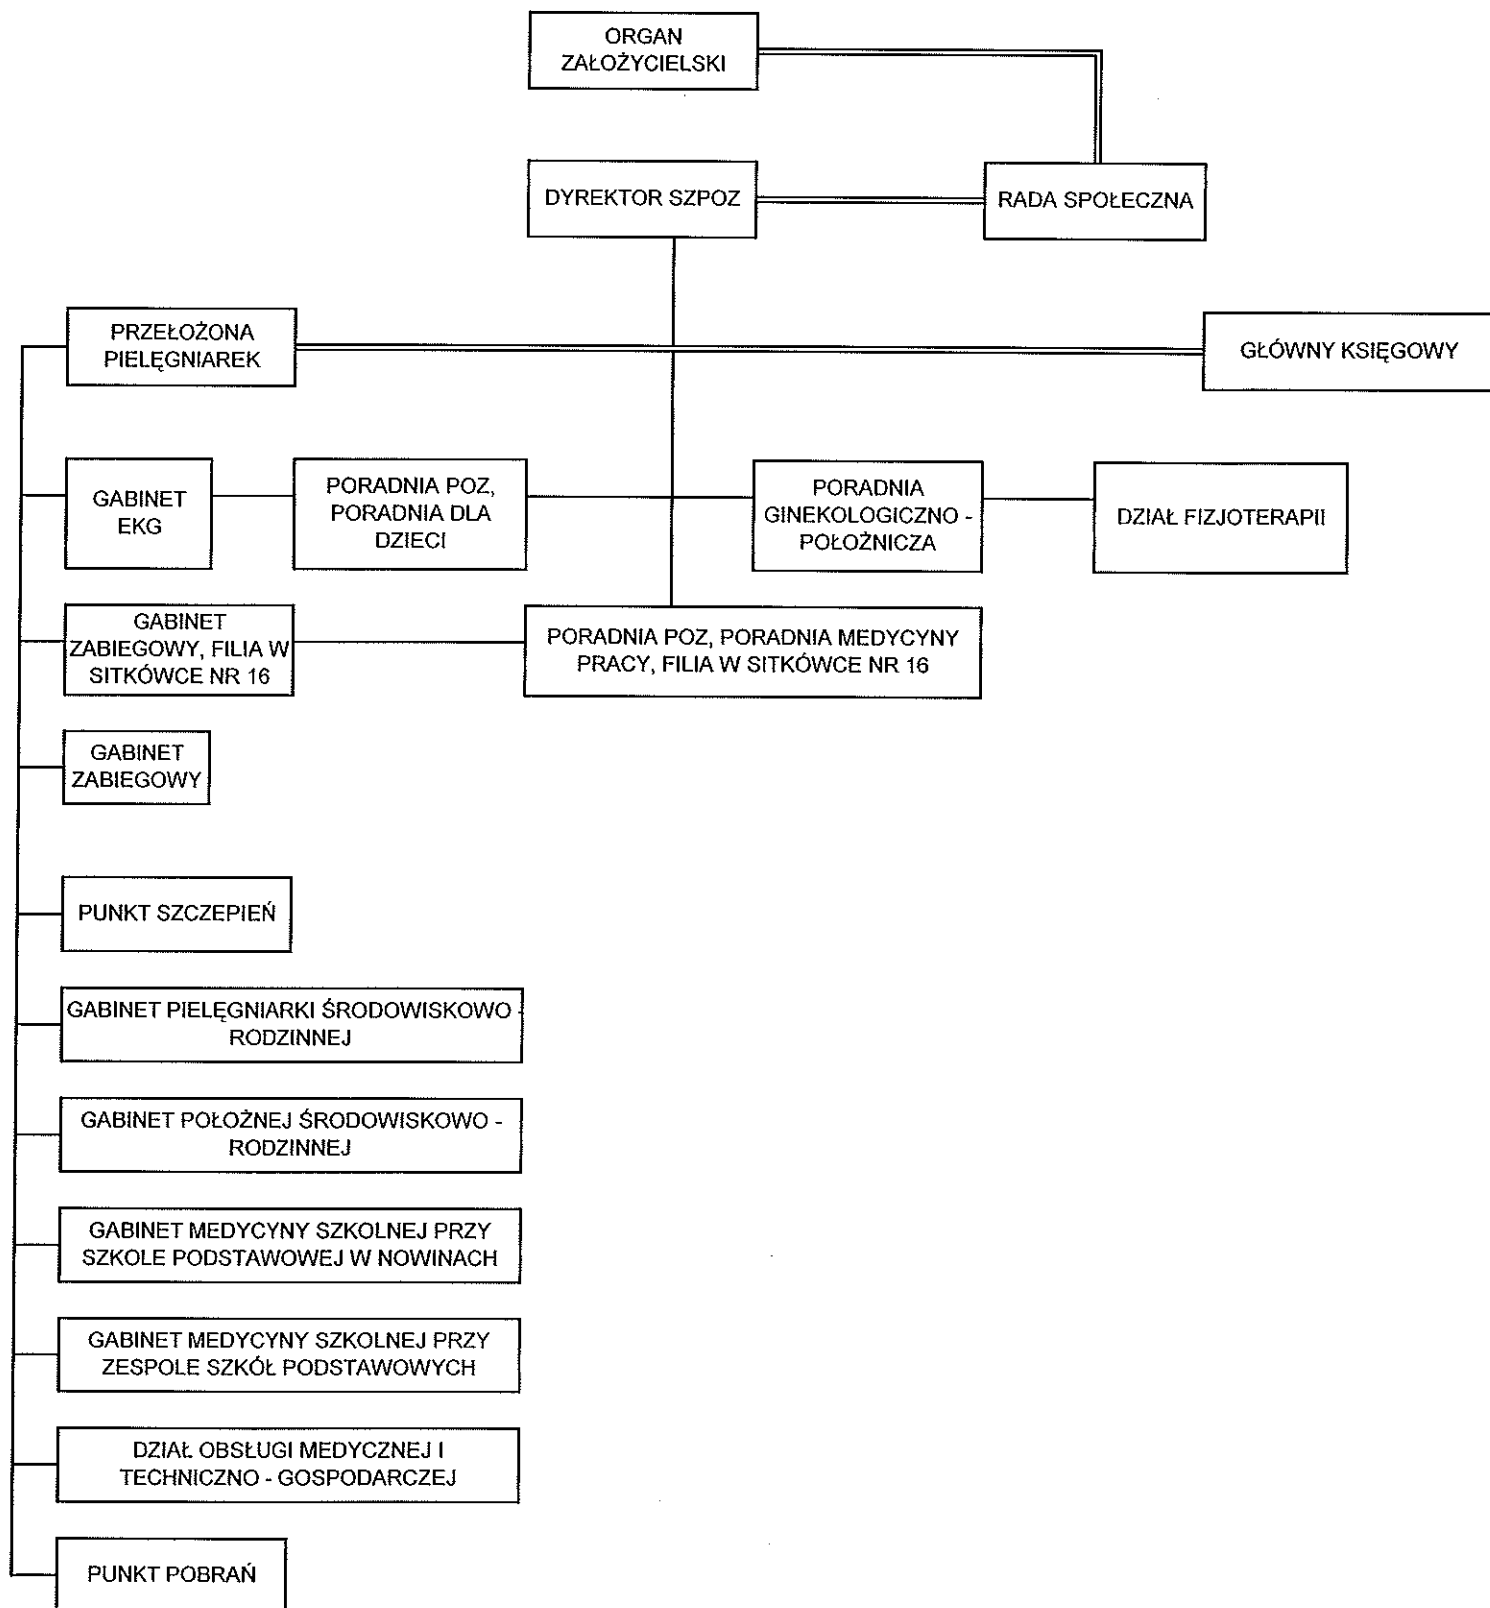 ORGAN
ZAŁOŻYCIELSKI
DYREKTOR SZPOZ
RADA SPOŁECZNA
PRZEŁOŻONA
PIELĘGNIAREK
GŁÓWNY KSIĘGOWY
GABINET
EKG
PORADNIA POZ,
PORADNIA DLA
DZIECI
PORADNIA
GINEKOLOGICZNO -
POŁOŻNICZA
DZIAŁ FIZJOTERAPII
GABINET
ZABIEGOWY, FILIA W
SITKÓWCE NR 16
PORADNIA POZ, PORADNIA MEDYCYNY
PRACY, FILIA W SITKÓWCE NR 16
GABINET
ZABIEGOWY
PUNKT SZCZEPIEŃ
GABINET PIELĘGNIARKI ŚRODOWISKOWO -
RODZINNEJ
GABINET POŁOŻNEJ ŚRODOWISKOWO -
RODZINNEJ
GABINET MEDYCYNY SZKOLNEJ PRZY
SZKOLE PODSTAWOWEJ W NOWINACH
GABINET MEDYCYNY SZKOLNEJ PRZY
ZESPOLE SZKÓŁ PODSTAWOWYCH
DZIAŁ OBSŁUGI MEDYCZNEJ I
TECHNICZNO - GOSPODARCZEJ
PUNKT POBRAŃ